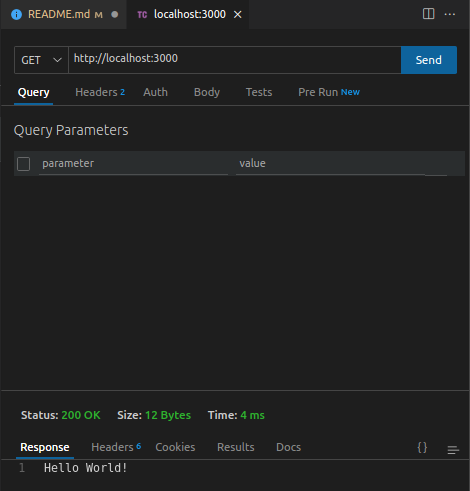 README.md M
TC localhost:3000
GET http://localhost:3000 Send
Query Headers 2 Auth Body Tests Pre Run New
Query Parameters
parameter value
Status: 200 OK Size: 12 Bytes Time: 4 ms
Response Headers 6 Cookies Results Docs {}
1 Hello World!